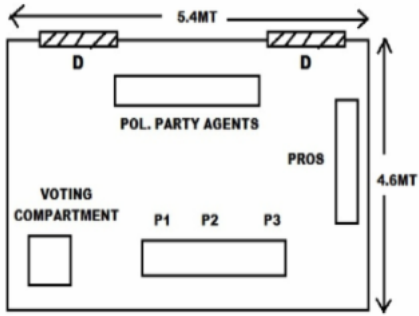 5.4MT
D D
POL. PARTY AGENTS
PROS
4.6MT
VOTING
COMPARTMENT
P1 P2 P3